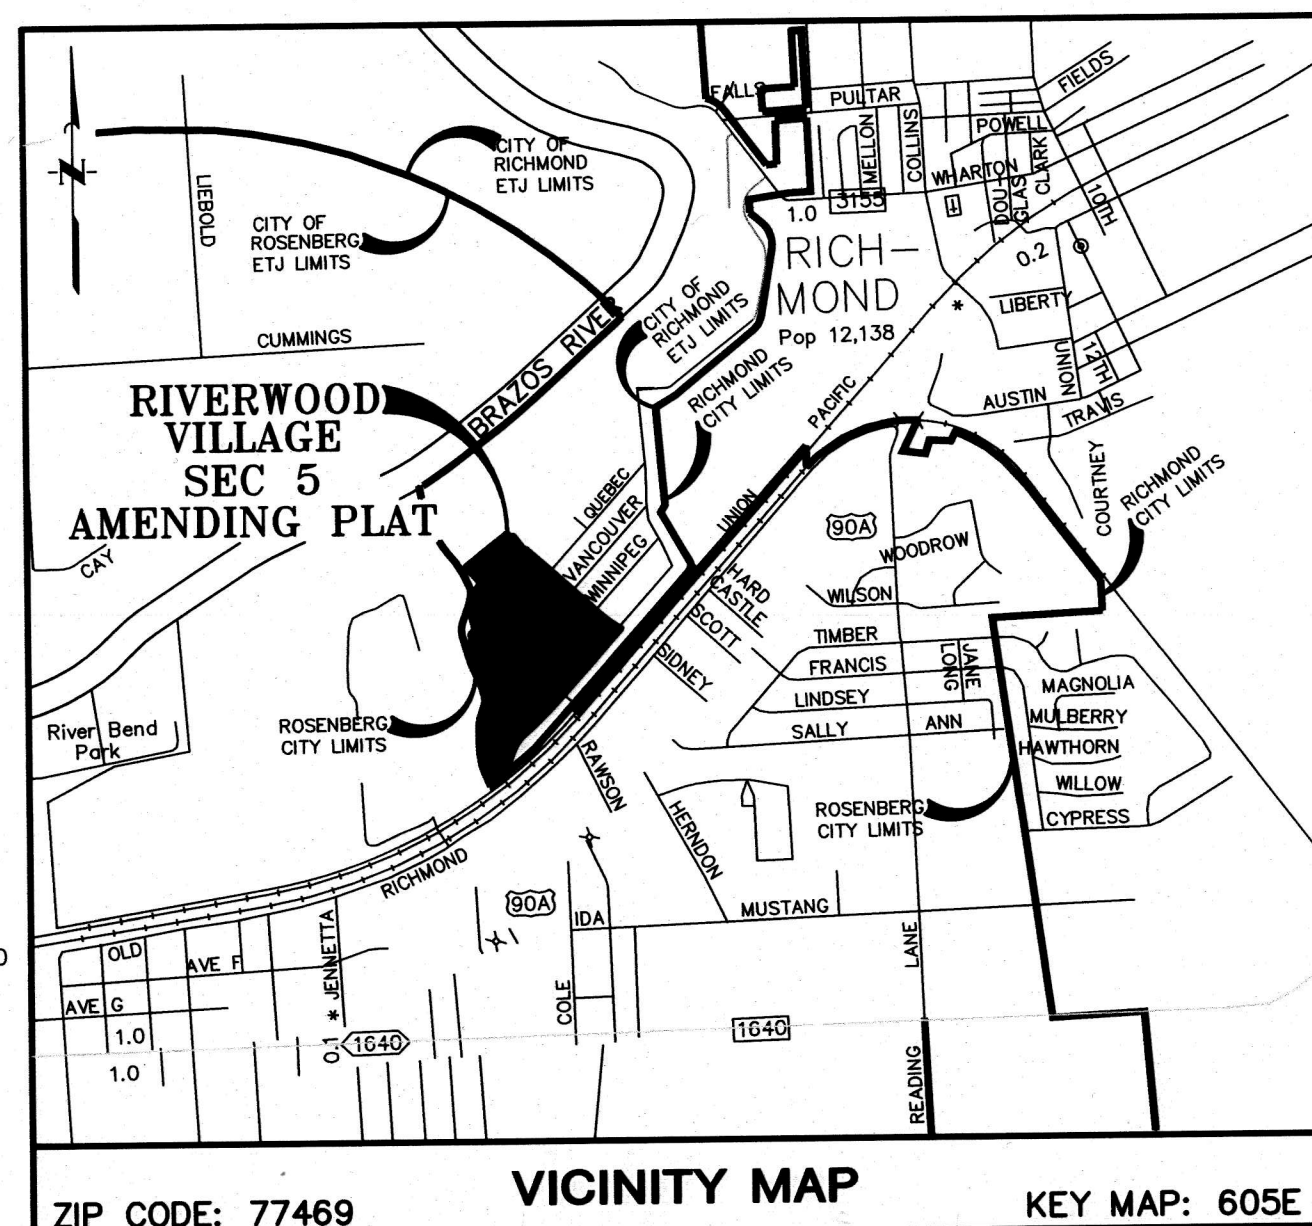 FALLS
PULTAR
FIELDS
MELLON
COLLINS
POWELL
WHARTON
DOU-
GLAS
CLARK
10TH
3155
1.0
0.2
N
LIEBOLD
CITY OF
RICHMOND
ETJ LIMITS
CITY OF
ROSENBERG
ETJ LIMITS
CUMMINGS
BRAZOS RIVER
CITY OF
RICHMOND
ETJ LIMITS
RICH-
MOND
Pop 12,138
*
LIBERTY
UNION
12TH
AUSTIN
TRAVIS
RICHMOND
CITY LIMITS
PACIFIC
UNION
RIVERWOOD
VILLAGE
SEC 5
AMENDING PLAT
CAY
QUEBEC
VANCOUVER
WINNIPEG
90A
COURTNEY
RICHMOND
CITY LIMITS
WOODROW
WILSON
HARD
CASTLE
SCOTT
SIDNEY
TIMBER
FRANCIS
LINDSEY
SALLY ANN
JANE
LONG
MAGNOLIA
MULBERRY
HAWTHORN
WILLOW
CYPRESS
River Bend
Park
ROSENBERG
CITY LIMITS
RAWSON
HERNDON
ROSENBERG
CITY LIMITS
RICHMOND
90A
IDA
MUSTANG
OLD
AVE F
AVE G
1.0
1.0
0.1 * JENNETTA
1640
COLE
1640
LANE
READING
VICINITY MAP
ZIP CODE: 77469
KEY MAP: 605E